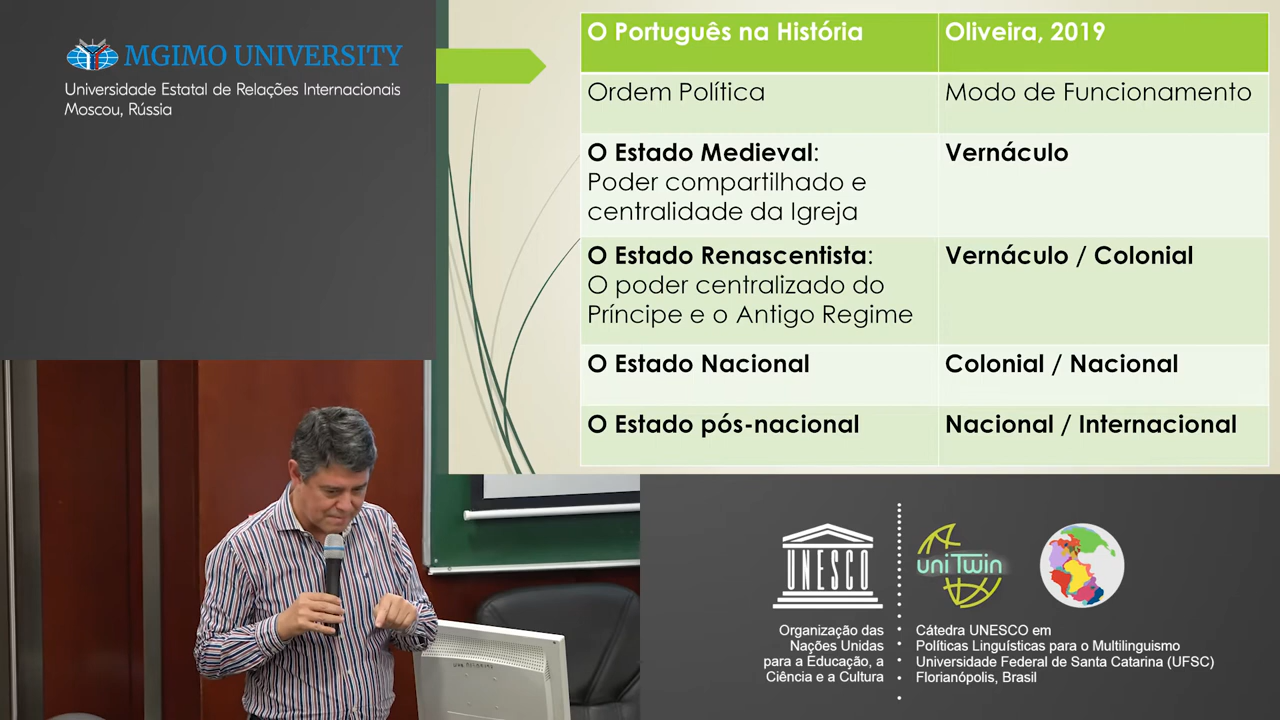 MGIMO UNIVERSITY
Universidade Estatal de Relações Internacionais
Moscou, Rússia
O Português na História
Oliveira, 2019
Ordem Política
Modo de Funcionamento
O Estado Medieval:
Poder compartilhado e
centralidade da Igreja
Vernáculo
O Estado Renascentista:
O poder centralizado do
Príncipe e o Antigo Regime
Vernáculo / Colonial
O Estado Nacional
Colonial / Nacional
O Estado pós-nacional
Nacional / Internacional
UNESCO
Organização das
Nações Unidas
para a Educação, a
Ciência e a Cultura
uniTwin
Cátedra UNESCO em
Políticas Linguísticas para o Multilinguismo
Universidade Federal de Santa Catarina (UFSC)
Florianópolis, Brasil